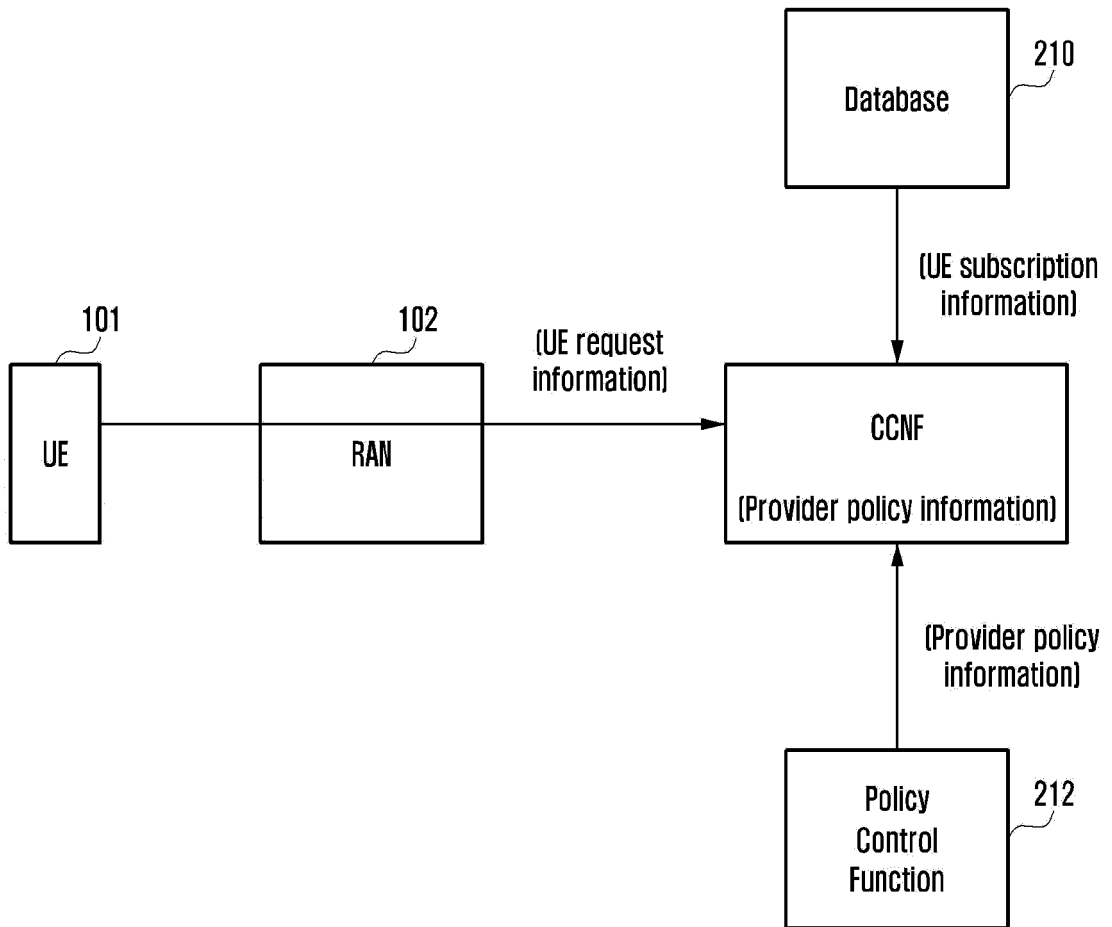 210
Database
(UE subscription
information)
101
102
(UE request
information)
UE
RAN
CCNF
(Provider policy information)
(Provider policy
information)
Policy
Control
Function
212